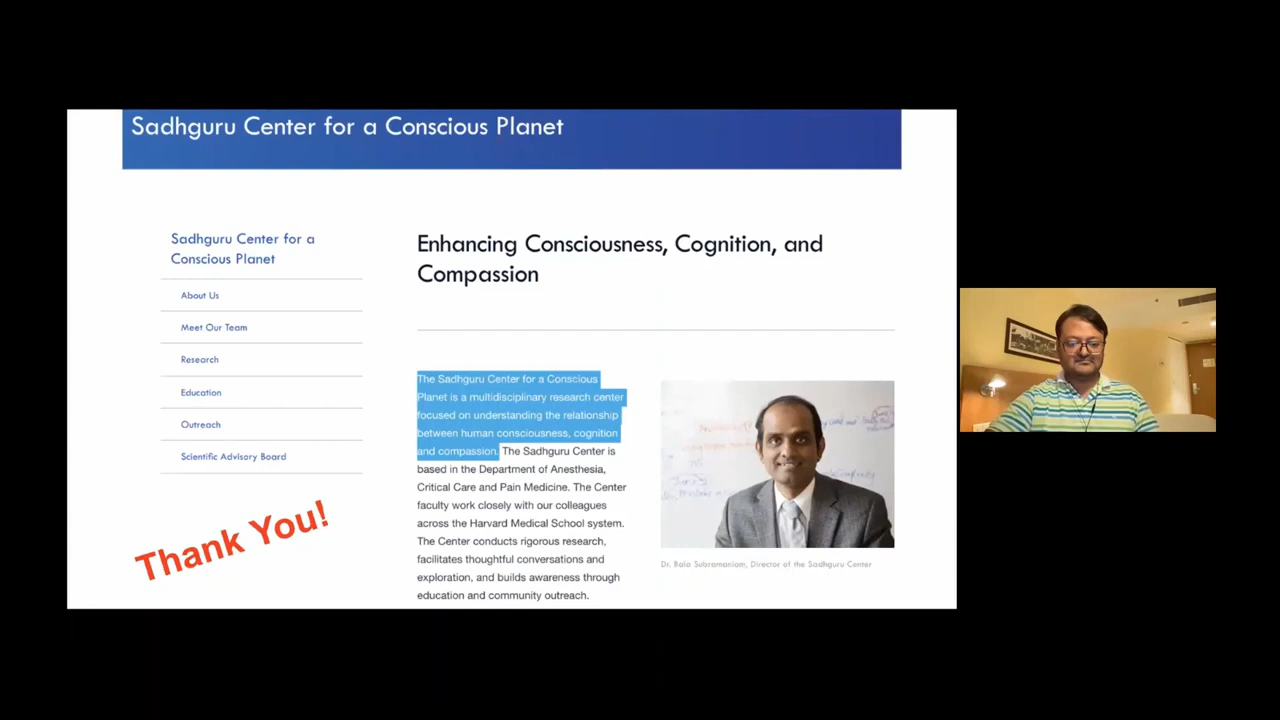 Sadhguru Center for a Conscious Planet
Sadhguru Center for a
Conscious Planet
About Us
Meet Our Team
Research
Education
Outreach
Scientific Advisory Board
Thank You!
Enhancing Consciousness, Cognition, and
Compassion
The Sadhguru Center for a Conscious
Planet is a multidisciplinary research center
focused on understanding the relationship
between human consciousness, cognition
and compassion. The Sadhguru Center is
based in the Department of Anesthesia,
Critical Care and Pain Medicine. The Center
faculty work closely with our colleagues
across the Harvard Medical School system.
The Center conducts rigorous research,
facilitates thoughtful conversations and
exploration, and builds awareness through
education and community outreach.
Dr. Bala Subramaniam, Director of the Sadhguru Center